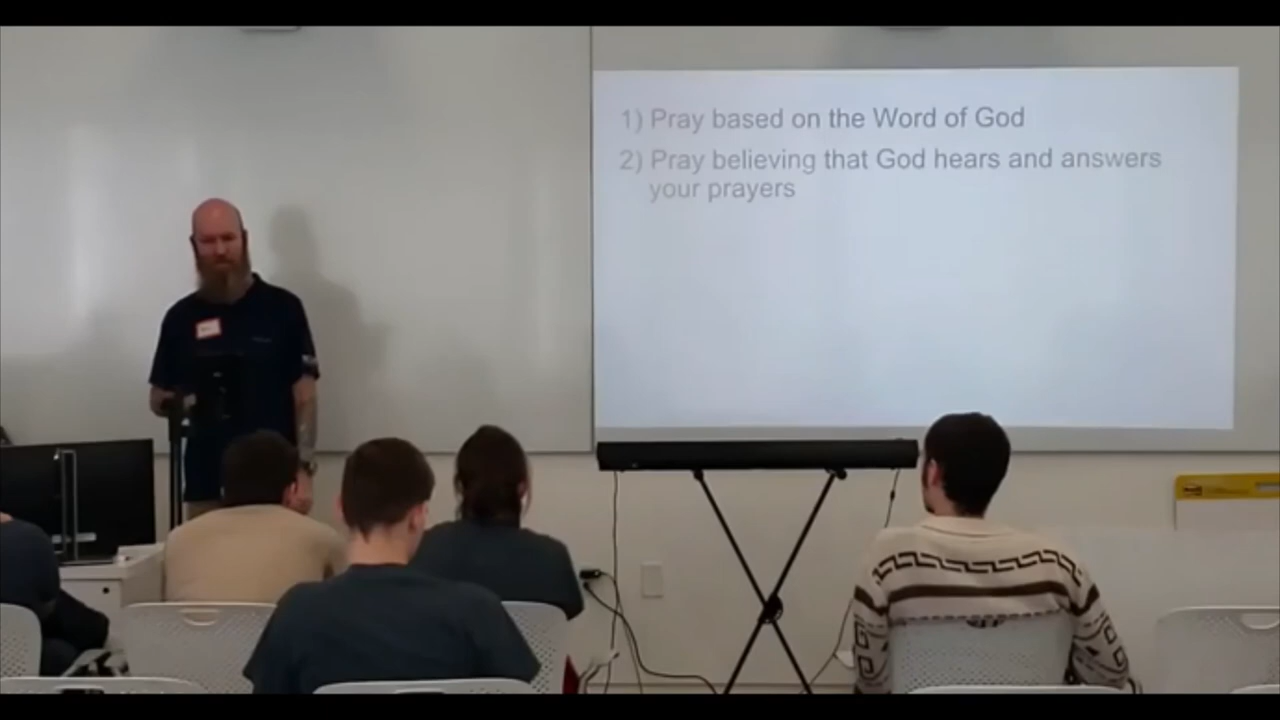 1) Pray based on the Word of God
2) Pray believing that God hears and answers
your prayers